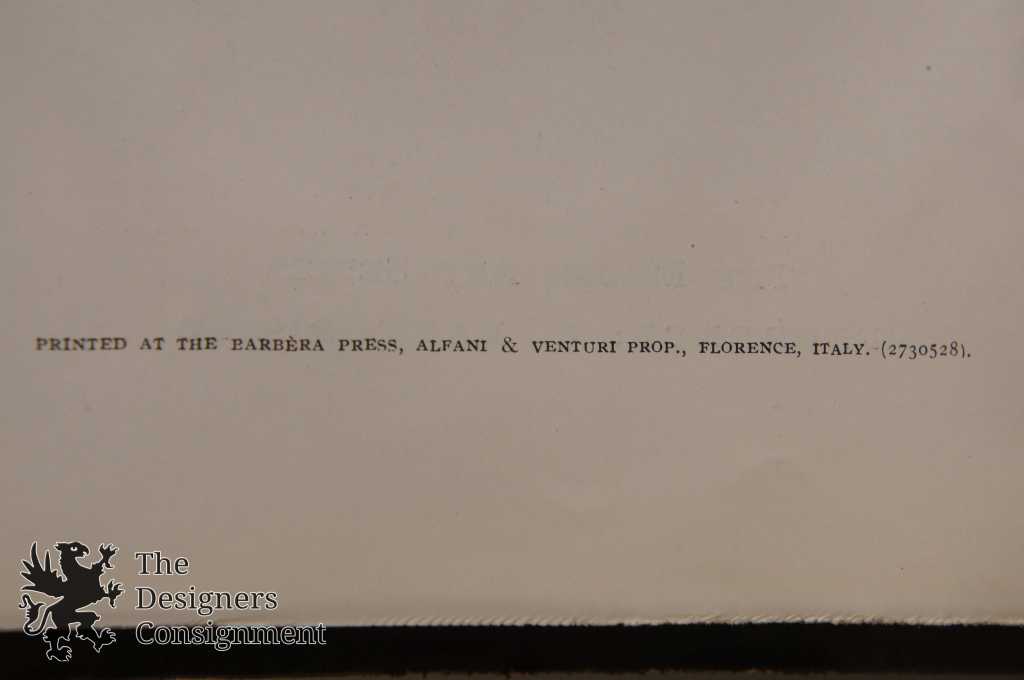 PRINTED AT THE BARBÈRA PRESS, ALFANI & VENTURI PROP., FLORENCE, ITALY. (2730528).
The
Designers
Consignment